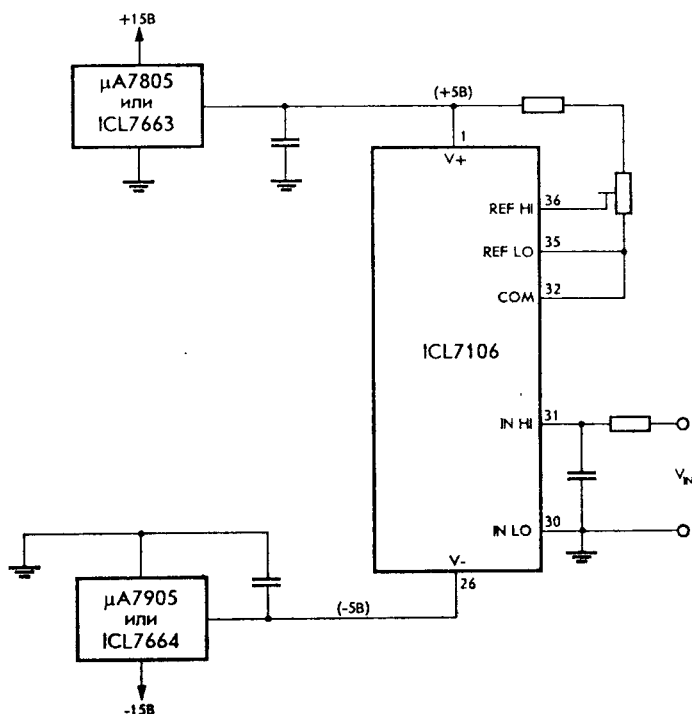 +15В
μA7805
или
ICL7663
(+5В)
1
V+
REF HI
36
REF LO
35
COM
32
ICL7106
IN HI
31
V_IN
IN LO
30
V-
26
μA7905
или
ICL7664
(-5В)
-15В